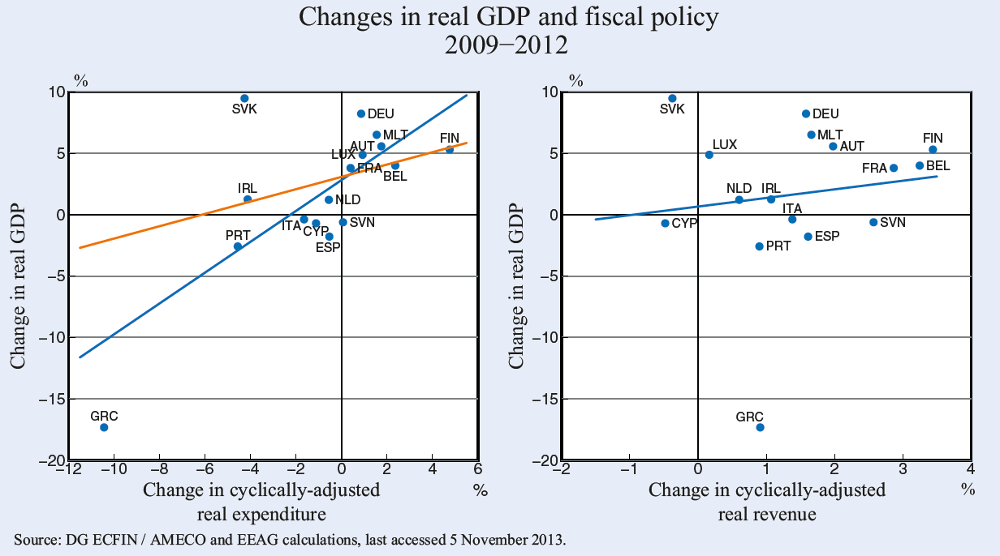 Changes in real GDP and fiscal policy
2009−2012
%
10
5
0
−5
−10
−15
−20
Change in real GDP
SVK
DEU
MLT
AUT
LUX
FIN
FRA
BEL
IRL
NLD
ITA
CYP
SVN
ESP
PRT
GRC
−12 −10 −8 −6 −4 −2 0 2 4 6
Change in cyclically-adjusted %
real expenditure
%
10
5
0
−5
−10
−15
−20
Change in real GDP
SVK
DEU
MLT
AUT
LUX
FIN
FRA
BEL
NLD
IRL
ITA
CYP
SVN
ESP
PRT
GRC
−2 −1 0 1 2 3 4
Change in cyclically-adjusted %
real revenue
Source: DG ECFIN / AMECO and EEAG calculations, last accessed 5 November 2013.